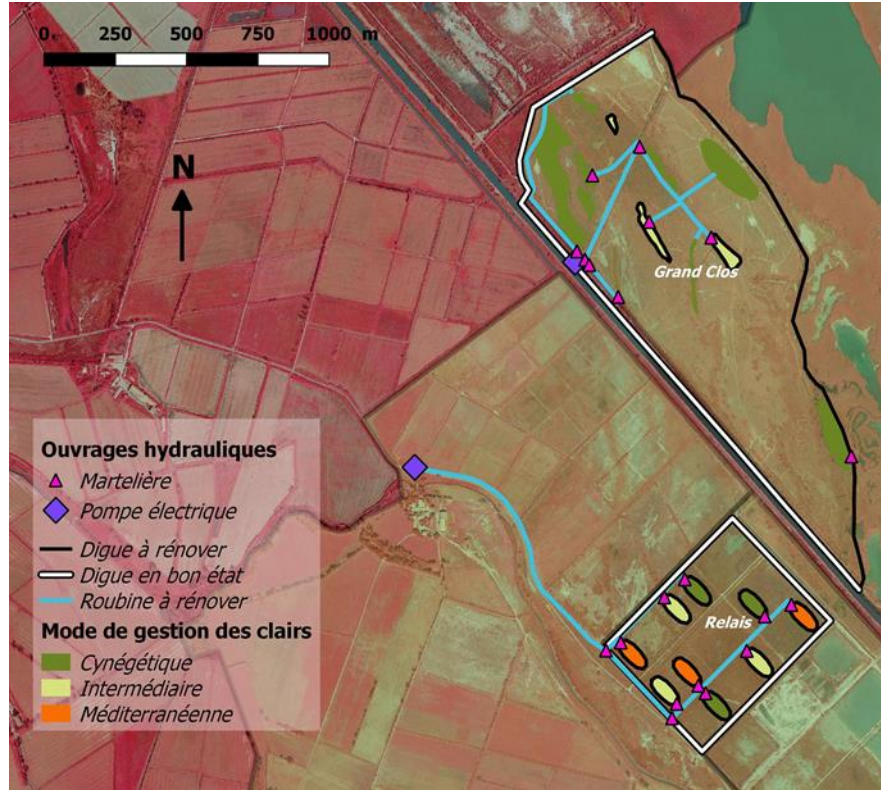 0 250 500 750 1000 m
N
Grand Clos
Ouvrages hydrauliques
Martelière
Pompe électrique
Digue à rénover
Digue en bon état
Roubine à rénover
Mode de gestion des clairs
Cynégétique
Intermédiaire
Méditerranéenne
Relais